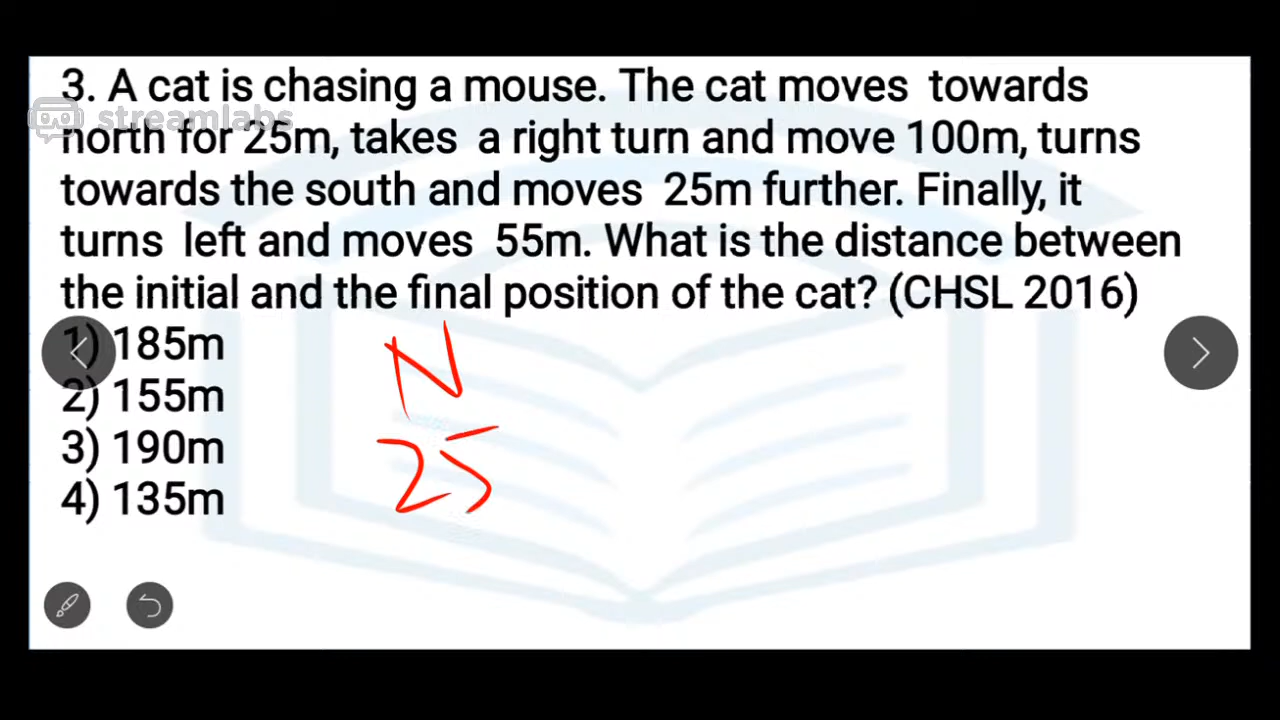 3. A cat is chasing a mouse. The cat moves towards
streamlabs
north for 25m, takes a right turn and move 100m, turns
towards the south and moves 25m further. Finally, it
turns left and moves 55m. What is the distance between
the initial and the final position of the cat? (CHSL 2016)
1) 185m
2) 155m
3) 190m
4) 135m
N
25